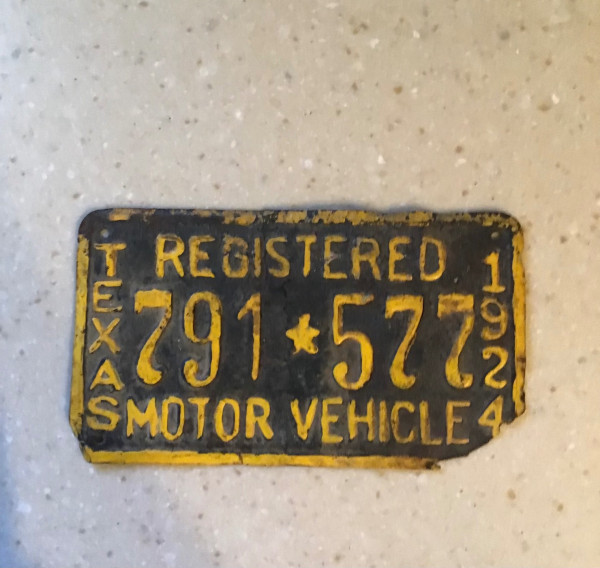 TEXAS
REGISTERED
791★577
MOTOR VEHICLE
1924